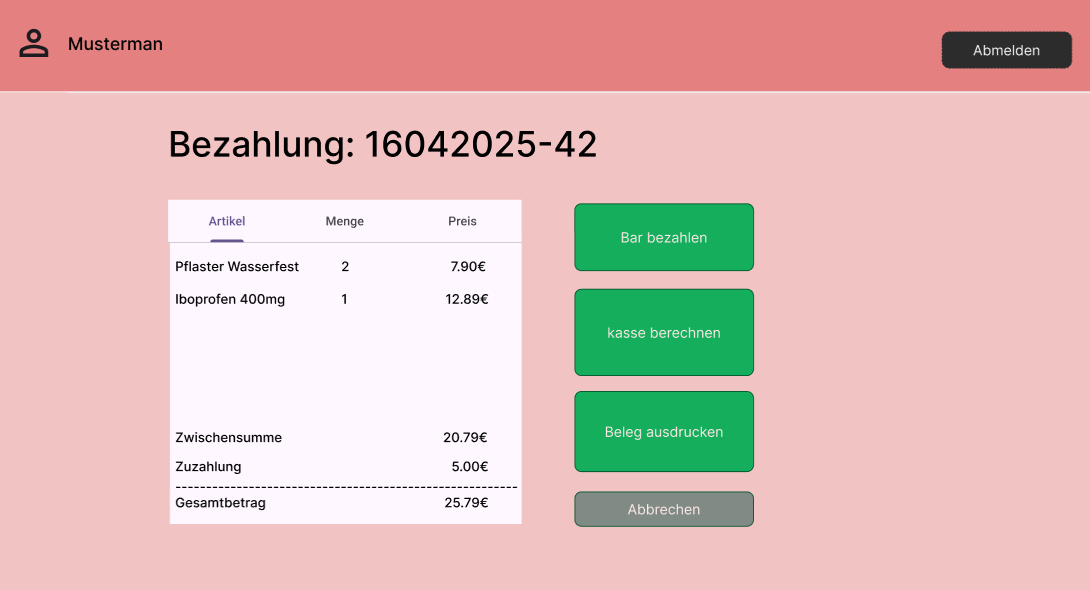 Musterman
Abmelden
Bezahlung: 16042025-42
Artikel Menge Preis
Pflaster Wasserfest 2 7.90€
Iboprofen 400mg 1 12.89€
Zwischensumme 20.79€
Zuzahlung 5.00€
Gesamtbetrag 25.79€
Bar bezahlen
kasse berechnen
Beleg ausdrucken
Abbrechen